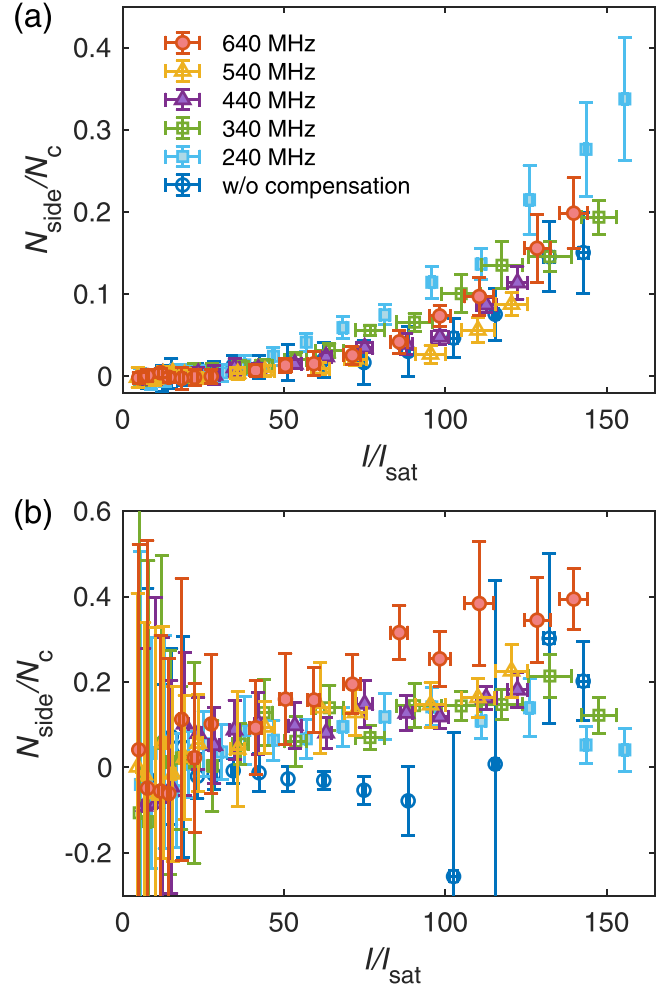 (a)
0.4
0.3
0.2
0.1
0
N_side/N_c
640 MHz
540 MHz
440 MHz
340 MHz
240 MHz
w/o compensation
0 50 100 150
I/I_sat
(b)
0.6
0.4
0.2
0
-0.2
N_side/N_c
0 50 100 150
I/I_sat